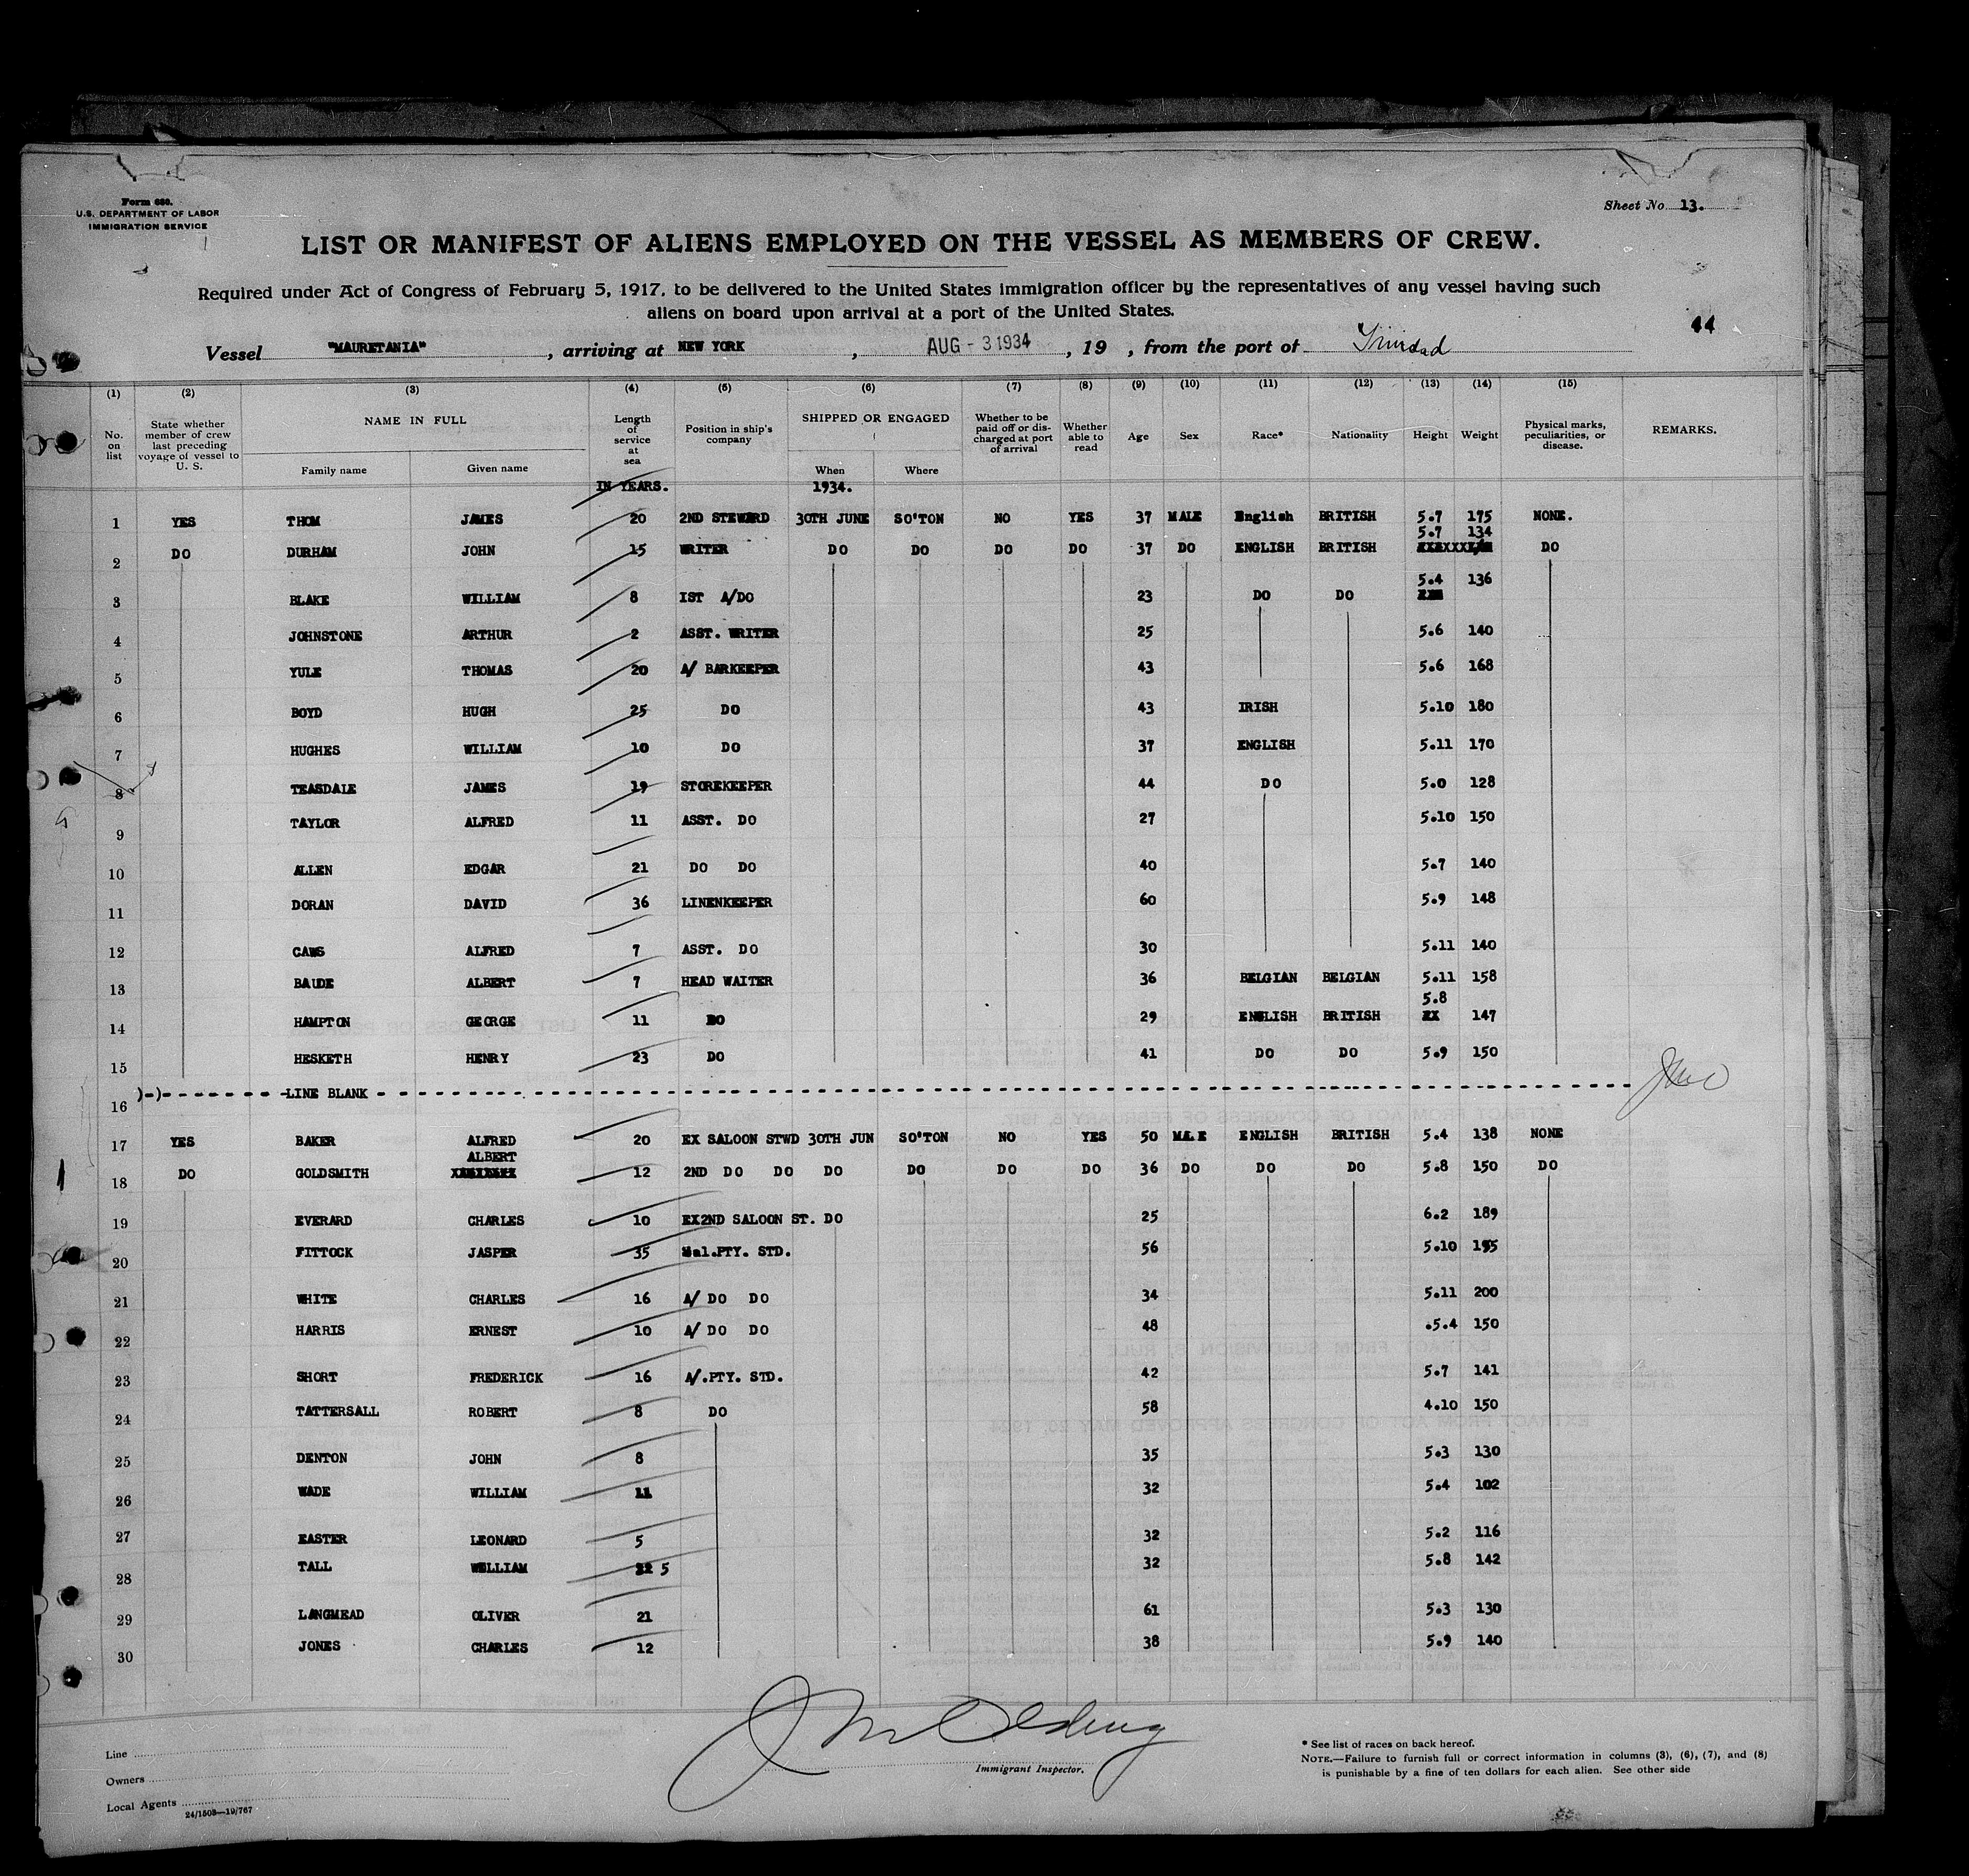 Form 680.
U.S. DEPARTMENT OF LABOR
IMMIGRATION SERVICE
Sheet No 13.
LIST OR MANIFEST OF ALIENS EMPLOYED ON THE VESSEL AS MEMBERS OF CREW.
Required under Act of Congress of February 5, 1917, to be delivered to the United States immigration officer by the representatives of any vessel having such
aliens on board upon arrival at a port of the United States.
44
Vessel "MAURETANIA", arriving at NEW YORK, AUG - 3 1934, 19 , from the port of Trinidad
(1) (2) (3) (4) (5) (6) (7) (8) (9) (10) (11) (12) (13) (14) (15)
No. on list State whether member of crew last preceding voyage of vessel to U. S. NAME IN FULL Length of service at sea Position in ship's company SHIPPED OR ENGAGED Whether to be paid off or discharged at port of arrival Whether able to read Age Sex Race* Nationality Height Weight Physical marks, peculiarities, or disease. REMARKS.
Family name Given name When Where
IN YEARS. 1934.
1 YES THOM JAMES 20 2ND STEWARD 30TH JUNE SO'TON NO YES 37 MALE English BRITISH 5.7 175 NONE.
5.7 134
2 DO DURHAM JOHN 15 WRITER DO DO DO DO 37 DO ENGLISH BRITISH DO
5.4 136
3 BLAKE WILLIAM 8 IST A/DO 23 DO DO
4 JOHNSTONE ARTHUR 2 ASST. WRITER 25 5.6 140
5 YULE THOMAS 20 A/ BARKEEPER 43 5.6 168
6 BOYD HUGH 25 DO 43 IRISH 5.10 180
7 HUGHES WILLIAM 10 DO 37 ENGLISH 5.11 170
8 TEASDALE JAMES 19 STOREKEEPER 44 DO 5.0 128
9 TAYLOR ALFRED 11 ASST. DO 27 5.10 150
10 ALLEN EDGAR 21 DO DO 40 5.7 140
11 DORAN DAVID 36 LINENKEEPER 60 5.9 148
12 CAWS ALFRED 7 ASST. DO 30 5.11 140
13 BAUDE ALBERT 7 HEAD WAITER 36 BELGIAN BELGIAN 5.11 158
5.8
14 HAMPTON GEORGE 11 DO 29 ENGLISH BRITISH 147
15 HESKETH HENRY 23 DO 41 DO DO 5.9 150
16 LINE BLANK
17 YES BAKER ALFRED 20 EX SALOON STWD 30TH JUN SO'TON NO YES 50 MALE ENGLISH BRITISH 5.4 138 NONE
ALBERT
18 DO GOLDSMITH 12 2ND DO DO DO DO DO DO 36 DO DO DO 5.8 150 DO
19 EVERARD CHARLES 10 EX2ND SALOON ST. DO 25 6.2 189
20 FITTOCK JASPER 35 Sal.PTY. STD. 56 5.10 195
21 WHITE CHARLES 16 A/ DO DO 34 5.11 200
22 HARRIS ERNEST 10 A/ DO DO 48 .5.4 150
23 SHORT FREDERICK 16 A/.PTY. STD. 42 5.7 141
24 TATTERSALL ROBERT 8 DO 58 4.10 150
25 DENTON JOHN 8 35 5.3 130
26 WADE WILLIAM 11 32 5.4 102
27 EASTER LEONARD 5 32 5.2 116
28 TALL WILLIAM 5 32 5.8 142
29 LANGMEAD OLIVER 21 61 5.3 130
30 JONES CHARLES 12 38 5.9 140
Line
Owners
Local Agents
24/1503—19/767
Immigrant Inspector.
* See list of races on back hereof.
NOTE.—Failure to furnish full or correct information in columns (3), (6), (7), and (8)
is punishable by a fine of ten dollars for each alien. See other side